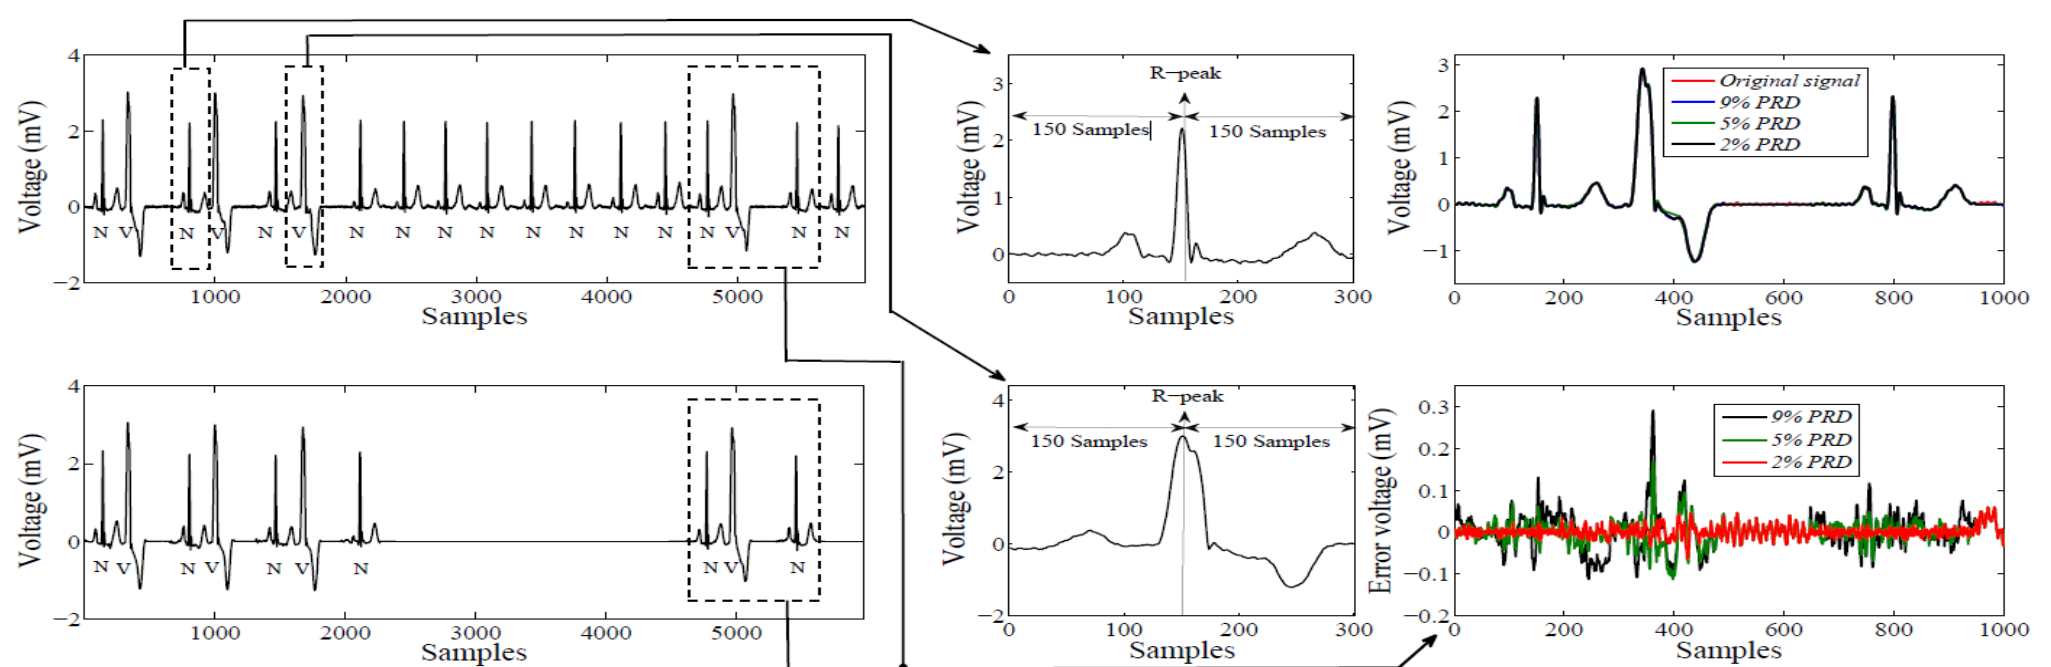 4
2
0
−2
Voltage (mV)
N V N V N V N N N N N N N N N V N N
1000 2000 3000 4000 5000
Samples
3
2
1
0
Voltage (mV)
R−peak
150 Samples 150 Samples
0 100 200 300
Samples
3
2
1
0
−1
Voltage (mV)
Original signal
9% PRD
5% PRD
2% PRD
0 200 400 600 800 1000
Samples
4
2
0
−2
Voltage (mV)
N V N V N V N N V N
1000 2000 3000 4000 5000
Samples
4
2
0
−2
Voltage (mV)
R−peak
150 Samples 150 Samples
0 100 200 300
Samples
0.3
0.2
0.1
0
−0.1
−0.2
Error voltage (mV)
9% PRD
5% PRD
2% PRD
0 200 400 600 800 1000
Samples